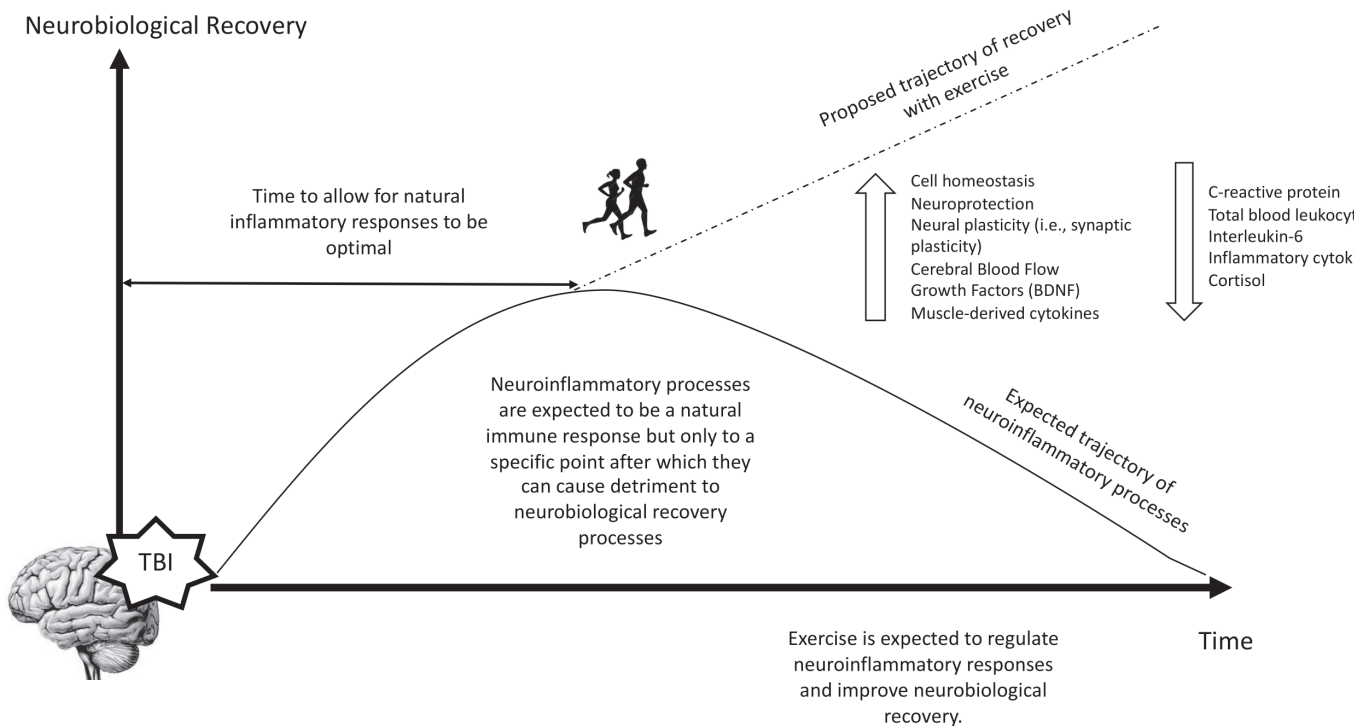 Neurobiological Recovery
Proposed trajectory of recovery
with exercise
Time to allow for natural
inflammatory responses to be
optimal
Cell homeostasis
Neuroprotection
Neural plasticity (i.e., synaptic
plasticity)
Cerebral Blood Flow
Growth Factors (BDNF)
Muscle-derived cytokines
C-reactive protein
Total blood
Interleukin-6
Inflammatory
Cortisol
Neuroinflammatory processes
are expected to be a natural
immune response but only to a
specific point after which they
can cause detriment to
neurobiological recovery
processes
Expected trajectory of
neuroinflammatory processes
TBI
Time
Exercise is expected to regulate
neuroinflammatory responses
and improve neurobiological
recovery.